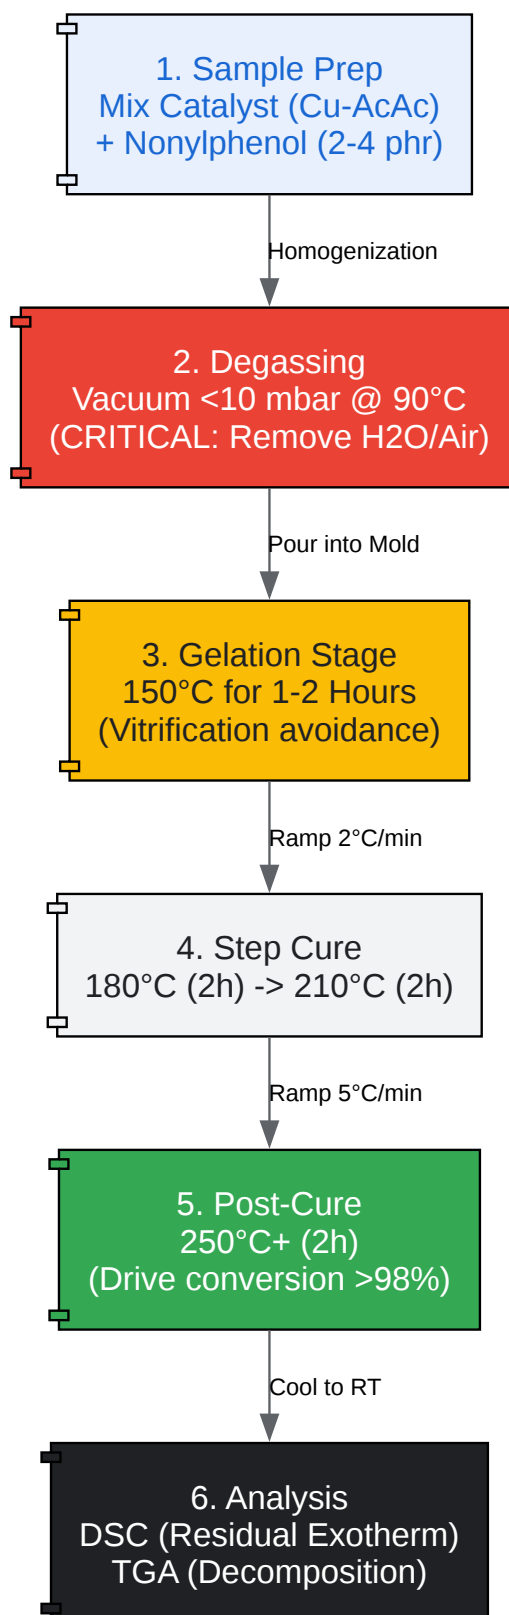 1. Sample Prep
Mix Catalyst (Cu-AcAc)
+ Nonylphenol (2-4 phr)
Homogenization
2. Degassing
Vacuum <10 mbar @ 90°C
(CRITICAL: Remove H2O/Air)
Pour into Mold
3. Gelation Stage
150°C for 1-2 Hours
(Vitrification avoidance)
Ramp 2°C/min
4. Step Cure
180°C (2h) -> 210°C (2h)
Ramp 5°C/min
5. Post-Cure
250°C+ (2h)
(Drive conversion >98%)
Cool to RT
6. Analysis
DSC (Residual Exotherm)
TGA (Decomposition)